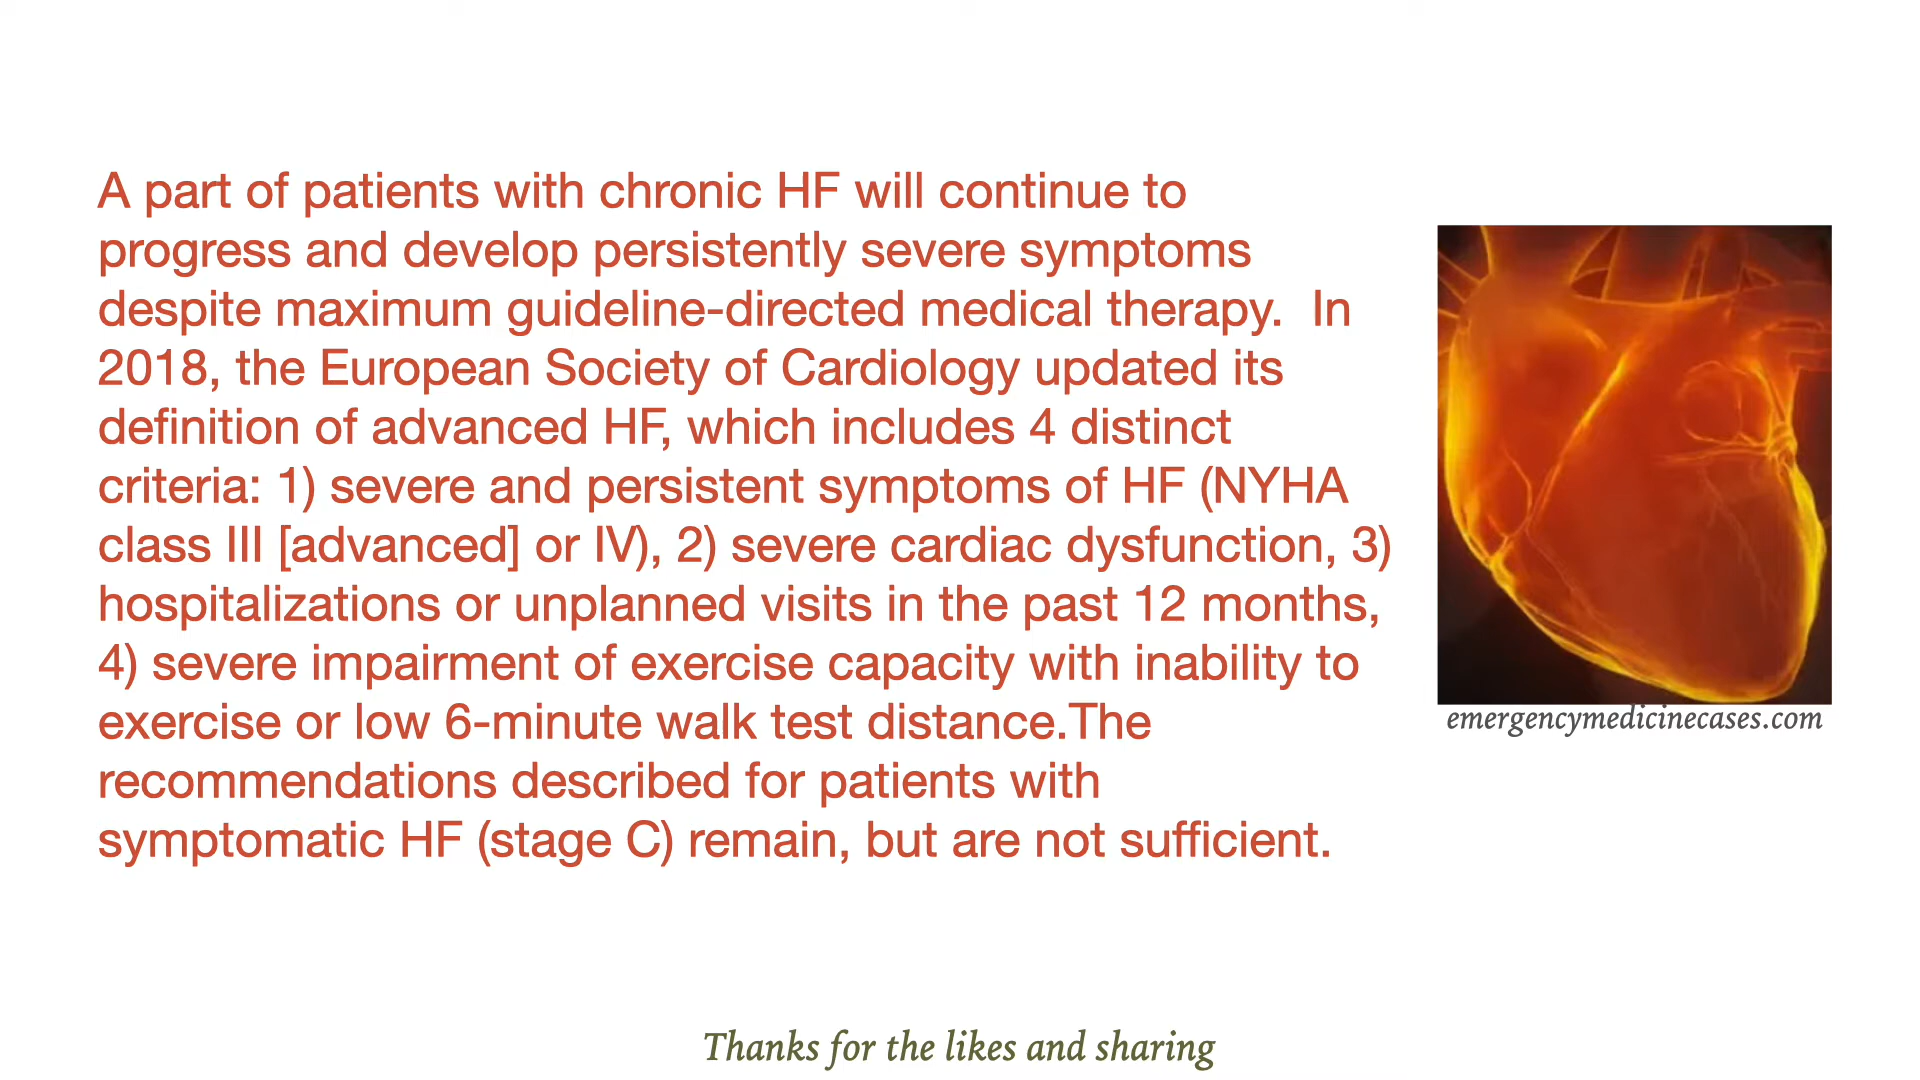 A part of patients with chronic HF will continue to
progress and develop persistently severe symptoms
despite maximum guideline-directed medical therapy.  In
2018, the European Society of Cardiology updated its
definition of advanced HF, which includes 4 distinct
criteria: 1) severe and persistent symptoms of HF (NYHA
class III [advanced] or IV), 2) severe cardiac dysfunction, 3)
hospitalizations or unplanned visits in the past 12 months,
4) severe impairment of exercise capacity with inability to
exercise or low 6-minute walk test distance.The
recommendations described for patients with
symptomatic HF (stage C) remain, but are not sufficient.
emergencymedicinecases.com
Thanks for the likes and sharing